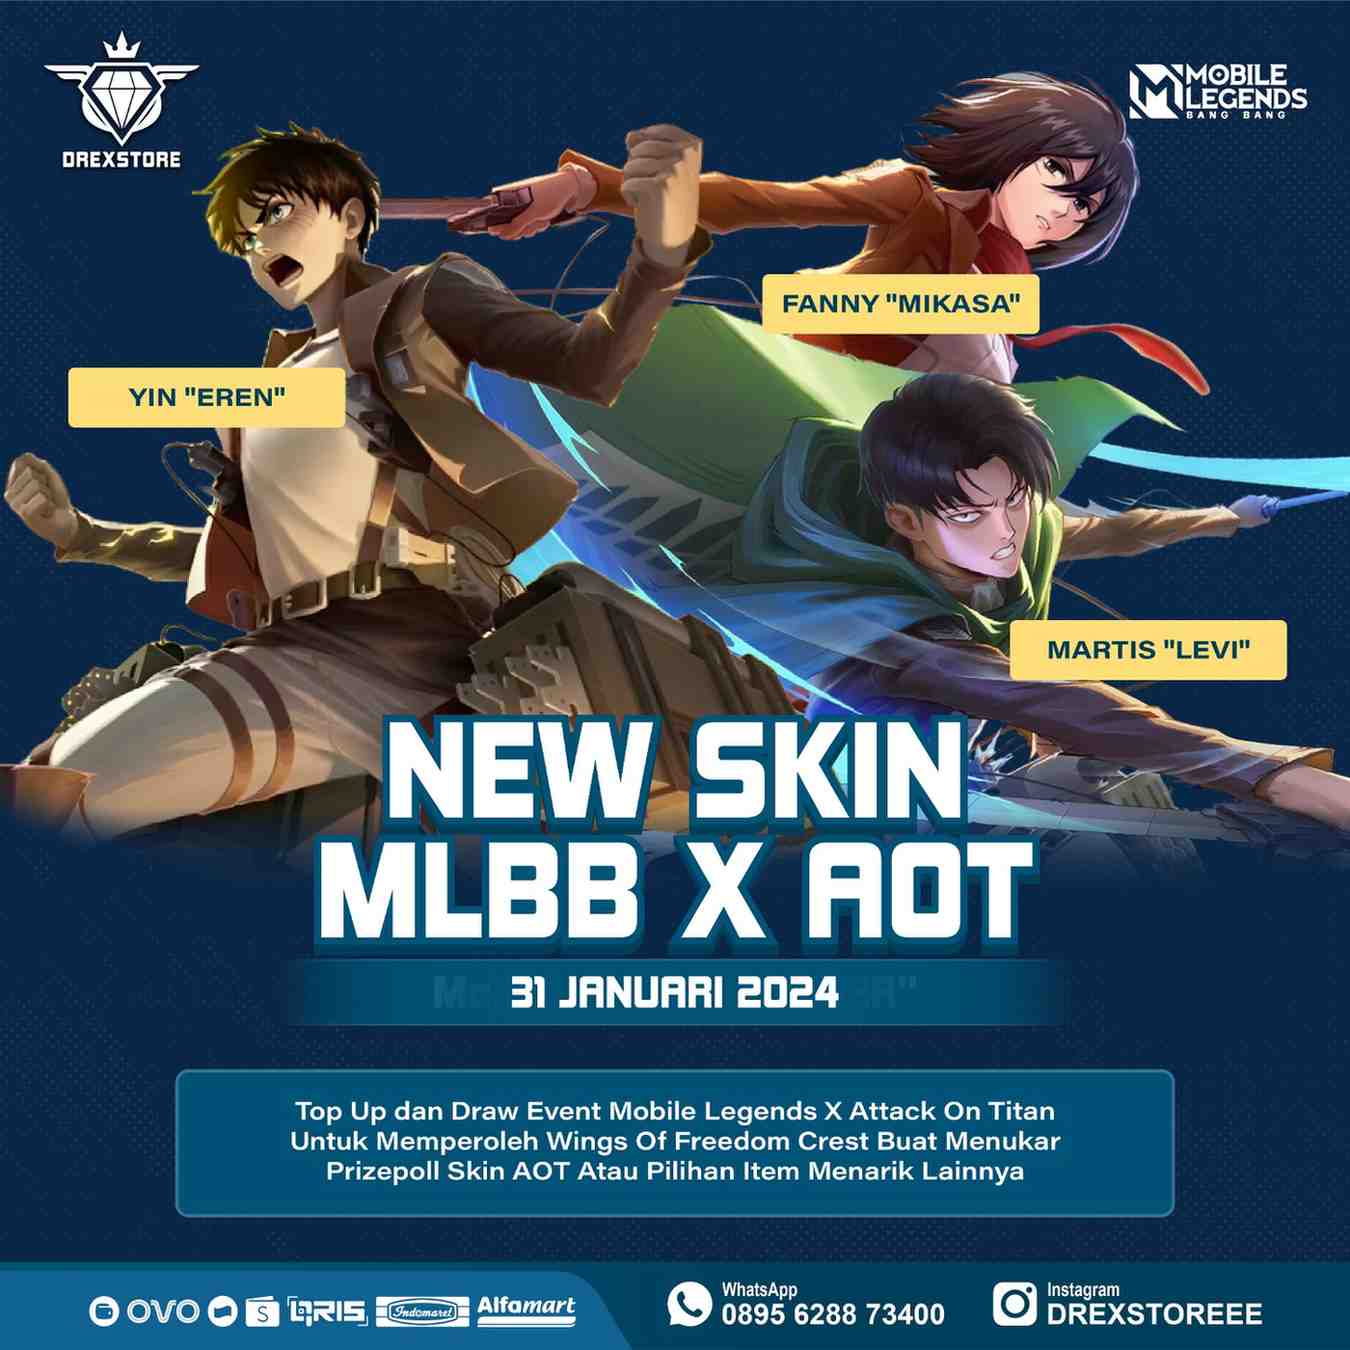 DREXSTORE
MOBILE
LEGENDS
BANG BANG
FANNY "MIKASA"
YIN "EREN"
MARTIS "LEVI"
NEW SKIN
MLBB X AOT
31 JANUARI 2024
Top Up dan Draw Event Mobile Legends X Attack On Titan
Untuk Memperoleh Wings Of Freedom Crest Buat Menukar
Prizepoll Skin AOT Atau Pilihan Item Menarik Lainnya
OVO S QRIS Indomaret Alfamart
WhatsApp
0895 6288 73400
Instagram
DREXSTOREEE